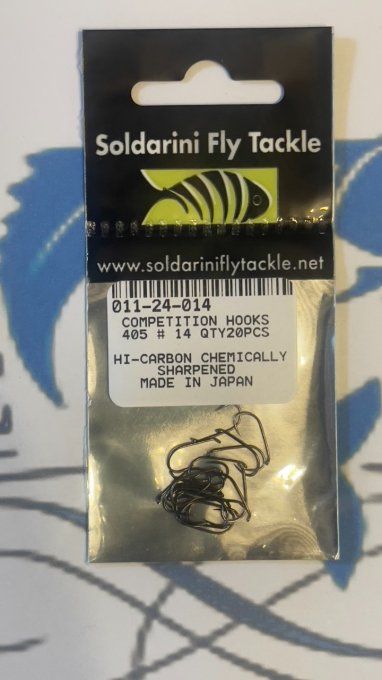 Soldarini Fly Tackle
www.soldariniflytackle.net
011-24-014
COMPETITION HOOKS
405 # 14 QTY20PCS
HI-CARBON CHEMICALLY
SHARPENED
MADE IN JAPAN